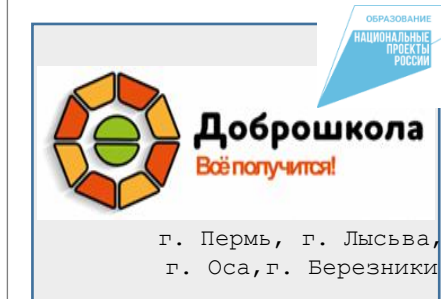 ОБРАЗОВАНИЕ
НАЦИОНАЛЬНЫЕ
ПРОЕКТЫ
РОССИИ
Доброшкола
Всё получится!
г. Пермь, г. Лысьва,
г. Оса,г. Березники